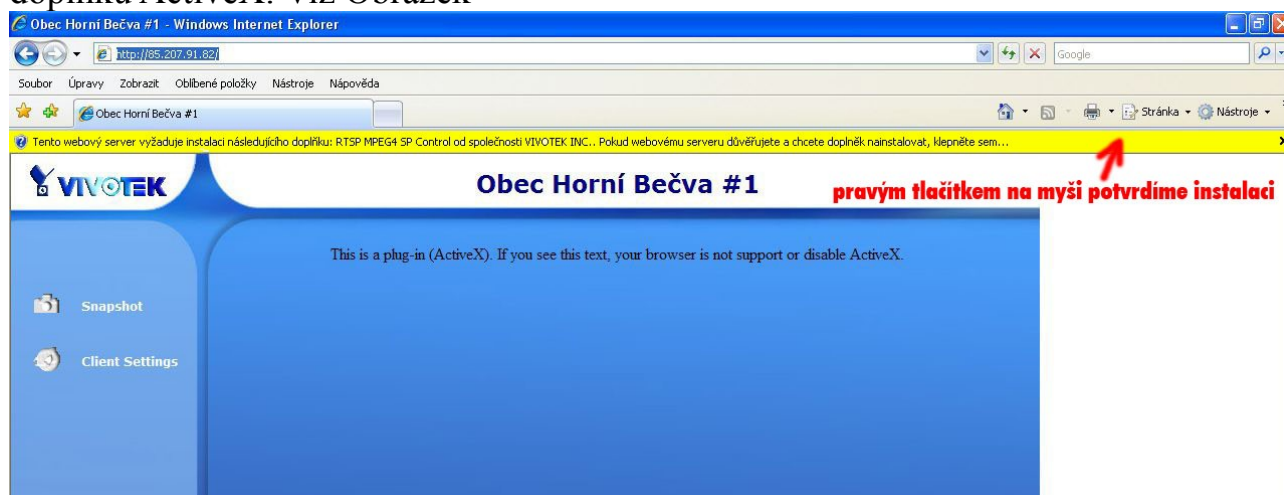 doplňku ActiveX. Viz Obrázek
Obec Horní Bečva #1 - Windows Internet Explorer
http://85.207.91.82/
Google
Soubor Úpravy Zobrazit Oblíbené položky Nástroje Nápověda
Obec Horní Bečva #1
Stránka Nástroje
Tento webový server vyžaduje instalaci následujícího doplňku: RTSP MPEG4 SP Control od společnosti VIVOTEK INC.. Pokud webovému serveru důvěřujete a chcete doplněk nainstalovat, klepněte sem...
VIVOTEK
Obec Horní Bečva #1
pravým tlačítkem na myši potvrdíme instalaci
This is a plug-in (ActiveX). If you see this text, your browser is not support or disable ActiveX.
Snapshot
Client Settings